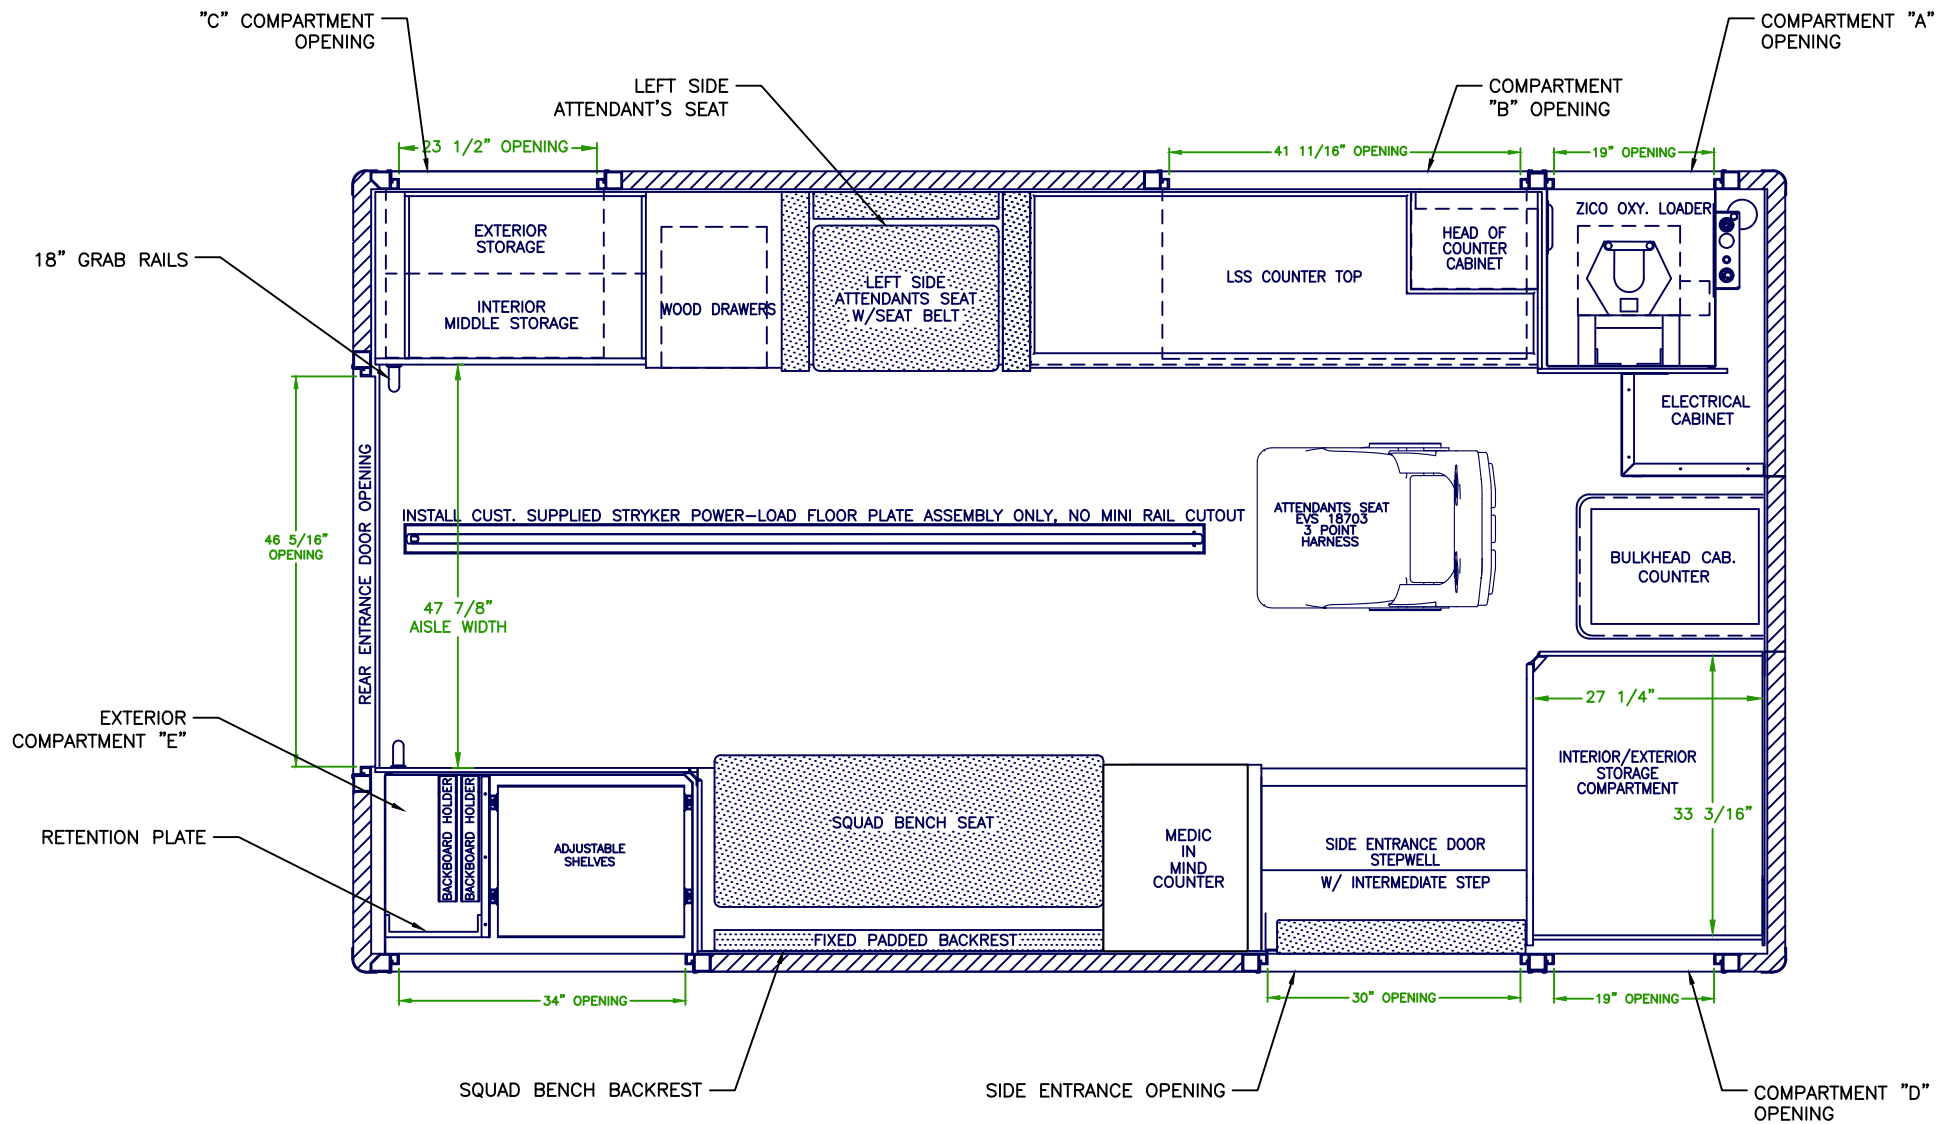 "C" COMPARTMENT
OPENING
COMPARTMENT "A"
OPENING
LEFT SIDE
ATTENDANT'S SEAT
COMPARTMENT
"B" OPENING
23 1/2" OPENING
41 11/16" OPENING
19" OPENING
18" GRAB RAILS
EXTERIOR
STORAGE
INTERIOR
MIDDLE STORAGE
WOOD DRAWERS
LEFT SIDE
ATTENDANTS SEAT
W/SEAT BELT
LSS COUNTER TOP
HEAD OF
COUNTER
CABINET
ZICO OXY. LOADER
ELECTRICAL
CABINET
REAR ENTRANCE DOOR OPENING
46 5/16"
OPENING
47 7/8"
AISLE WIDTH
INSTALL CUST. SUPPLIED STRYKER POWER-LOAD FLOOR PLATE ASSEMBLY ONLY, NO MINI RAIL CUTOUT
ATTENDANTS SEAT
EVS 18703
3 POINT
HARNESS
BULKHEAD CAB.
COUNTER
27 1/4"
INTERIOR/EXTERIOR
STORAGE
COMPARTMENT
33 3/16"
EXTERIOR
COMPARTMENT "E"
RETENTION PLATE
BACKBOARD HOLDER
BACKBOARD HOLDER
ADJUSTABLE
SHELVES
SQUAD BENCH SEAT
FIXED PADDED BACKREST
MEDIC
IN
MIND
COUNTER
SIDE ENTRANCE DOOR
STEPWELL
W/ INTERMEDIATE STEP
34" OPENING
30" OPENING
19" OPENING
SQUAD BENCH BACKREST
SIDE ENTRANCE OPENING
COMPARTMENT "D"
OPENING